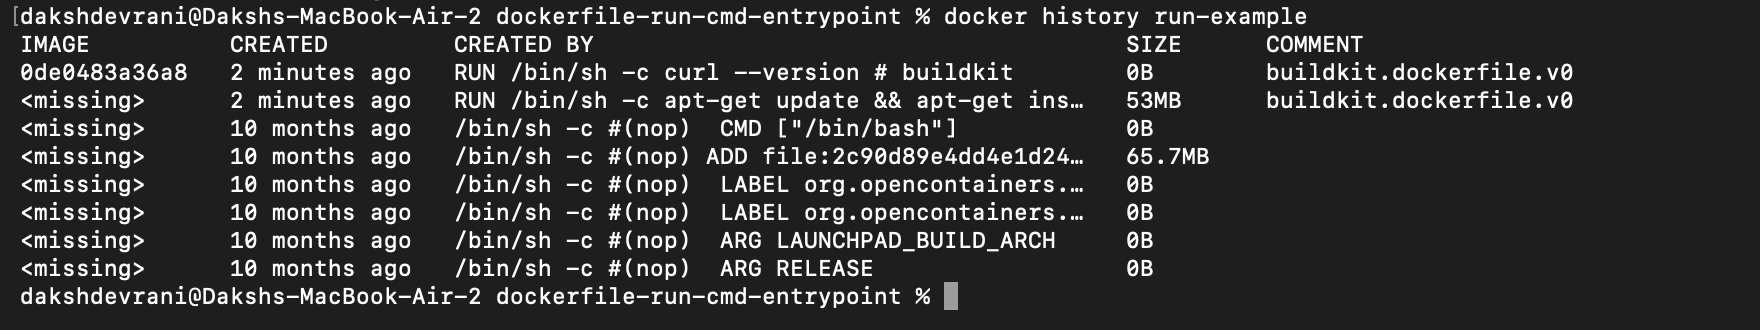 [dakshdevrani@Dakshs-MacBook-Air-2 dockerfile-run-cmd-entrypoint % docker history run-example
IMAGE          CREATED         CREATED BY                                      SIZE      COMMENT
0de0483a36a8   2 minutes ago   RUN /bin/sh -c curl --version # buildkit        0B        buildkit.dockerfile.v0
<missing>      2 minutes ago   RUN /bin/sh -c apt-get update && apt-get ins…   53MB      buildkit.dockerfile.v0
<missing>      10 months ago   /bin/sh -c #(nop)  CMD ["/bin/bash"]            0B
<missing>      10 months ago   /bin/sh -c #(nop) ADD file:2c90d89e4dd4e1d24…   65.7MB
<missing>      10 months ago   /bin/sh -c #(nop)  LABEL org.opencontainers.…   0B
<missing>      10 months ago   /bin/sh -c #(nop)  LABEL org.opencontainers.…   0B
<missing>      10 months ago   /bin/sh -c #(nop)  ARG LAUNCHPAD_BUILD_ARCH     0B
<missing>      10 months ago   /bin/sh -c #(nop)  ARG RELEASE                  0B
dakshdevrani@Dakshs-MacBook-Air-2 dockerfile-run-cmd-entrypoint %